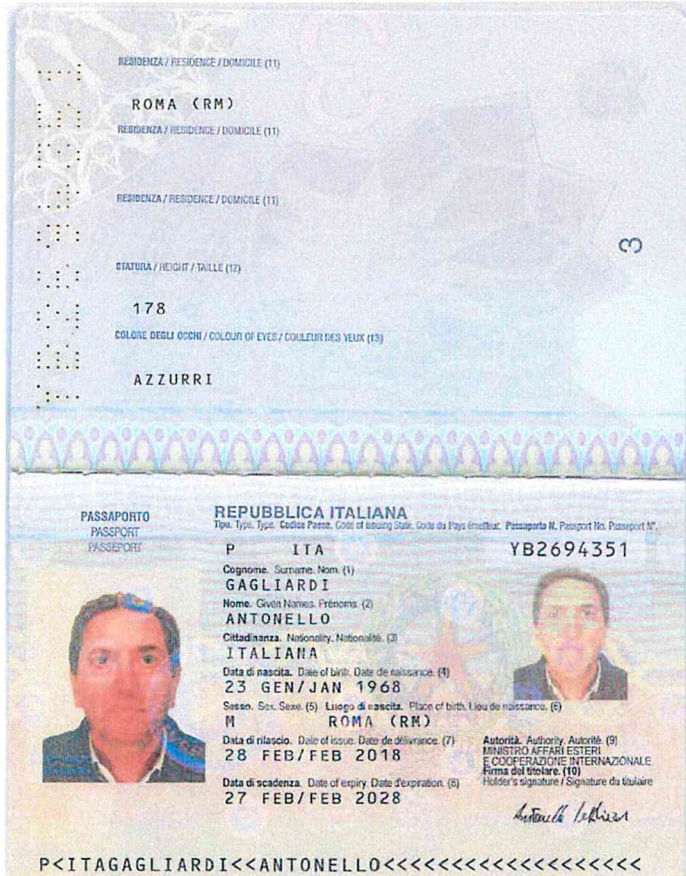 RESIDENZA / RESIDENCE / DOMICILE (11)
ROMA (RM)
RESIDENZA / RESIDENCE / DOMICILE (11)
RESIDENZA / RESIDENCE / DOMICILE (11)
STATURA / HEIGHT / TAILLE (12)
178
COLORE DEGLI OCCHI / COLOUR OF EYES / COULEUR DES YEUX (13)
AZZURRI
3
PASSAPORTO
PASSPORT
PASSEPORT
REPUBBLICA ITALIANA
Tipo. Type. Type. Codice Paese. Code of issuing State. Code du Pays émetteur. Passaporto N. Passport No. Passeport N°.
P ITA YB2694351
Cognome. Surname. Nom. (1)
GAGLIARDI
Nome. Given Names. Prénoms. (2)
ANTONELLO
Cittadinanza. Nationality. Nationalité. (3)
ITALIANA
Data di nascita. Date of birth. Date de naissance. (4)
23 GEN/JAN 1968
Sesso. Sex. Sexe. (5) Luogo di nascita. Place of birth. Lieu de naissance. (6)
M ROMA (RM)
Data di rilascio. Date of issue. Date de délivrance. (7)
28 FEB/FEB 2018
Data di scadenza. Date of expiry. Date d'expiration. (8)
27 FEB/FEB 2028
Autorità. Authority. Autorité. (9)
MINISTRO AFFARI ESTERI
E COOPERAZIONE INTERNAZIONALE
Firma del titolare. (10)
Holder's signature / Signature du titulaire
P<ITAGAGLIARDI<<ANTONELLO<<<<<<<<<<<<<<<<<<<